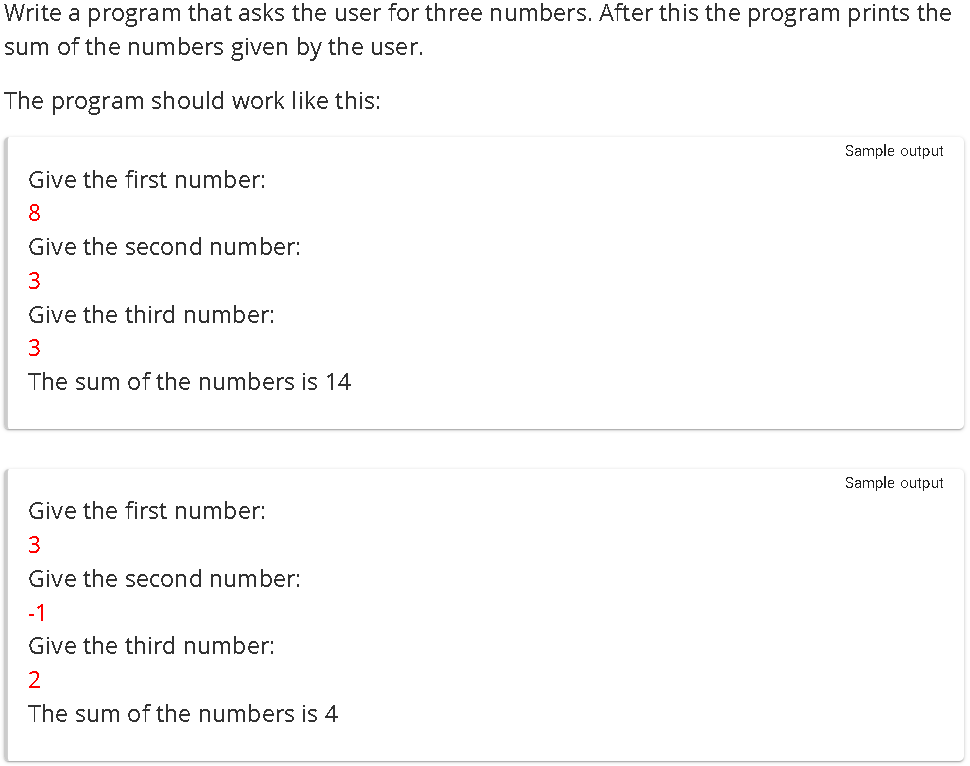 Write a program that asks the user for three numbers. After this the program prints the
sum of the numbers given by the user.
The program should work like this:
Sample output
Give the first number:
8
Give the second number:
3
Give the third number:
3
The sum of the numbers is 14
Sample output
Give the first number:
3
Give the second number:
-1
Give the third number:
2
The sum of the numbers is 4